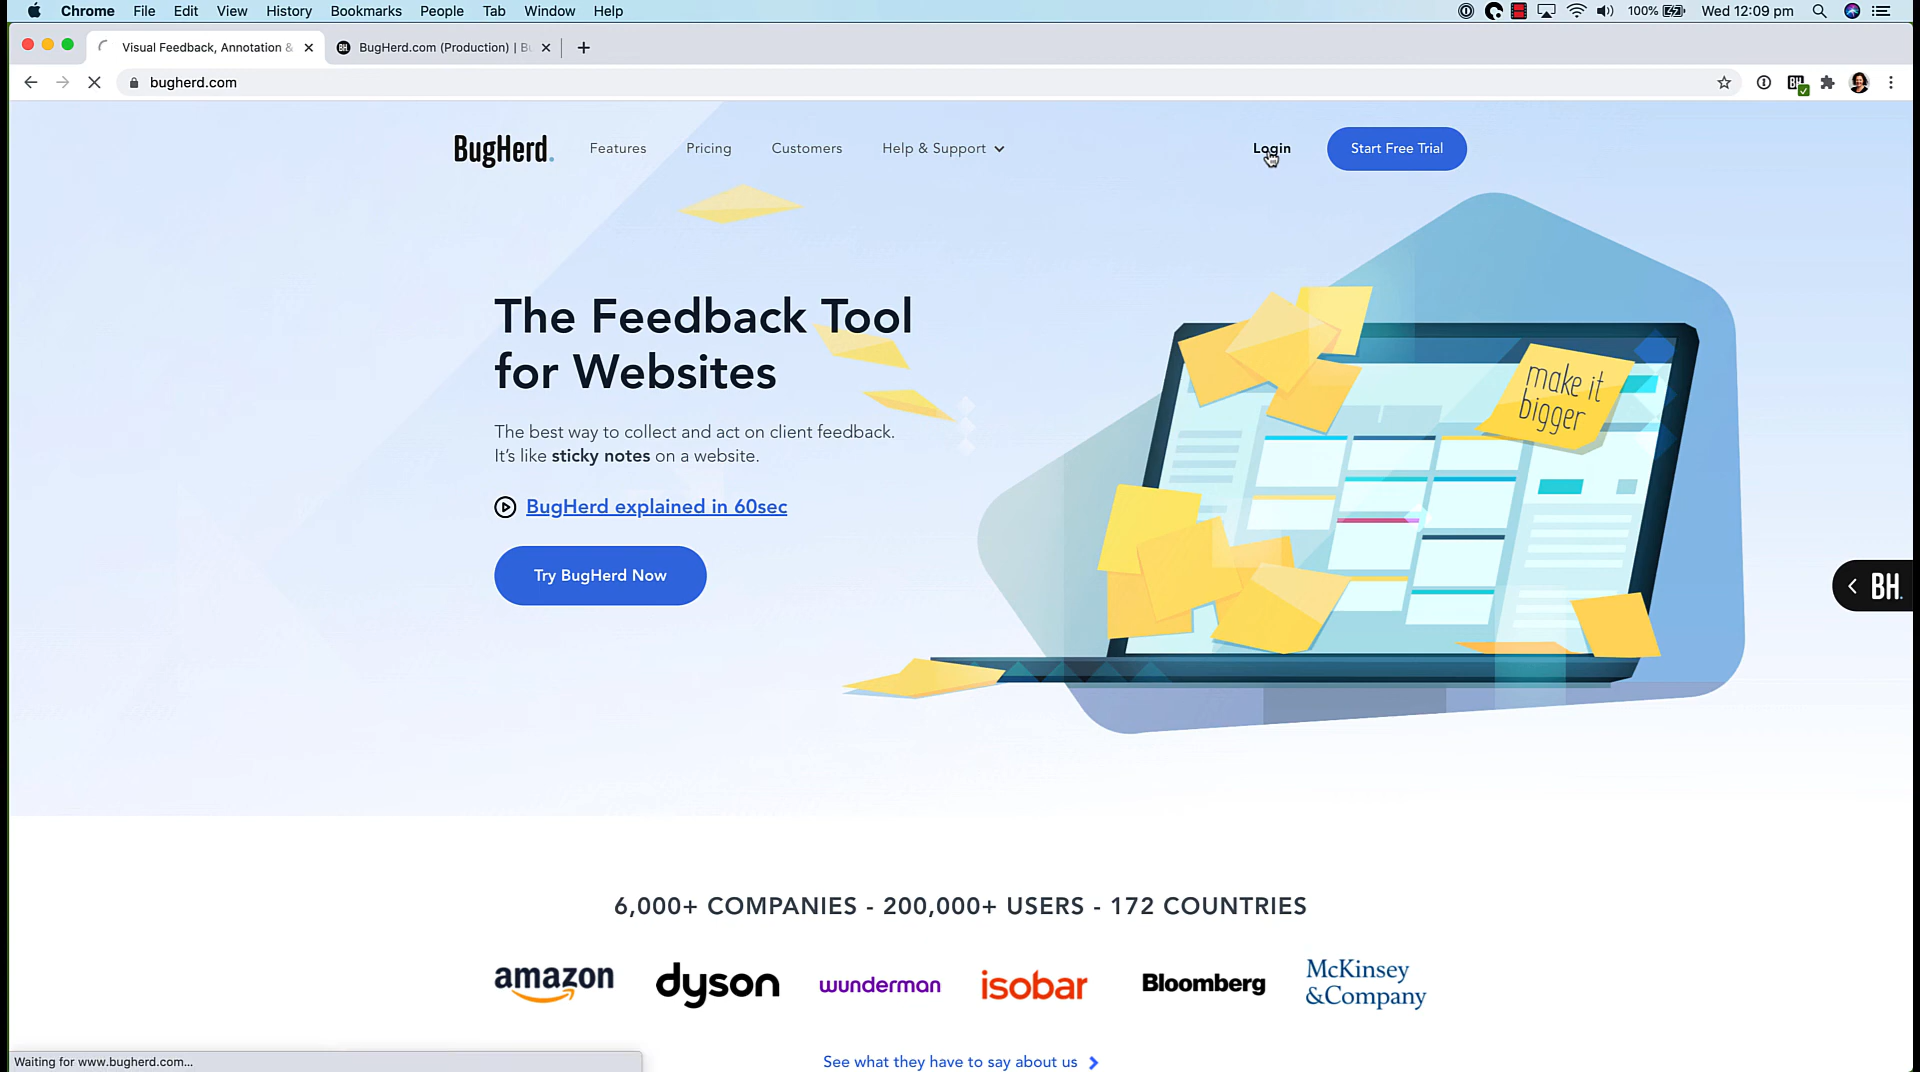 Chrome File Edit View History Bookmarks People Tab Window Help 100% Wed 12:09 pm
Visual Feedback, Annotation & BugHerd.com (Production) | Bu
bugherd.com
BugHerd. Features Pricing Customers Help & Support Login Start Free Trial
The Feedback Tool
for Websites
make it
bigger
The best way to collect and act on client feedback.
It's like sticky notes on a website.
BugHerd explained in 60sec
Try BugHerd Now
BH.
6,000+ COMPANIES - 200,000+ USERS - 172 COUNTRIES
amazon dyson wunderman isobar Bloomberg McKinsey
&Company
See what they have to say about us
Waiting for www.bugherd.com...